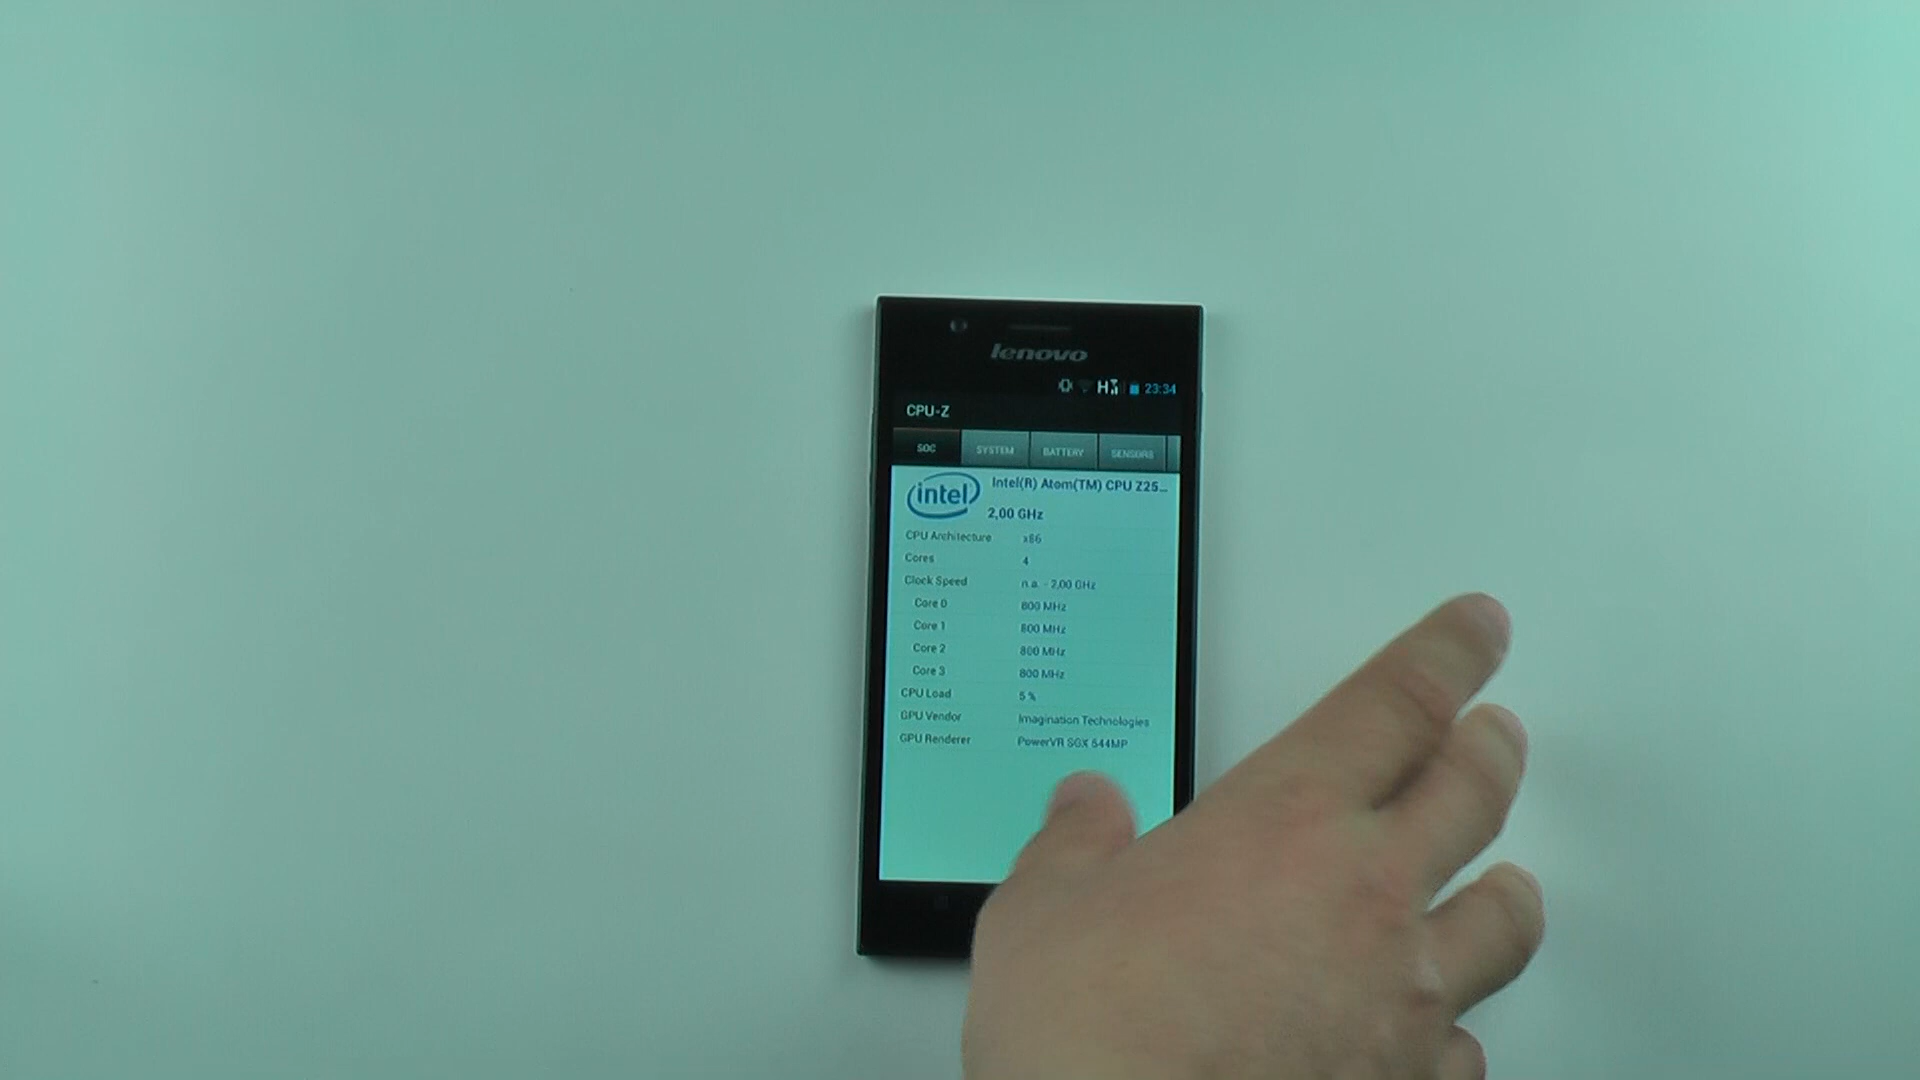 lenovo
H 23:34
CPU-Z
SOC SYSTEM BATTERY SENSORS
intel Intel(R) Atom(TM) CPU Z25...
2,00 GHz
CPU Architecture x86
Cores 4
Clock Speed n.a. - 2,00 GHz
Core 0 800 MHz
Core 1 800 MHz
Core 2 800 MHz
Core 3 800 MHz
CPU Load 5 %
GPU Vendor Imagination Technologies
GPU Renderer PowerVR SGX 544MP